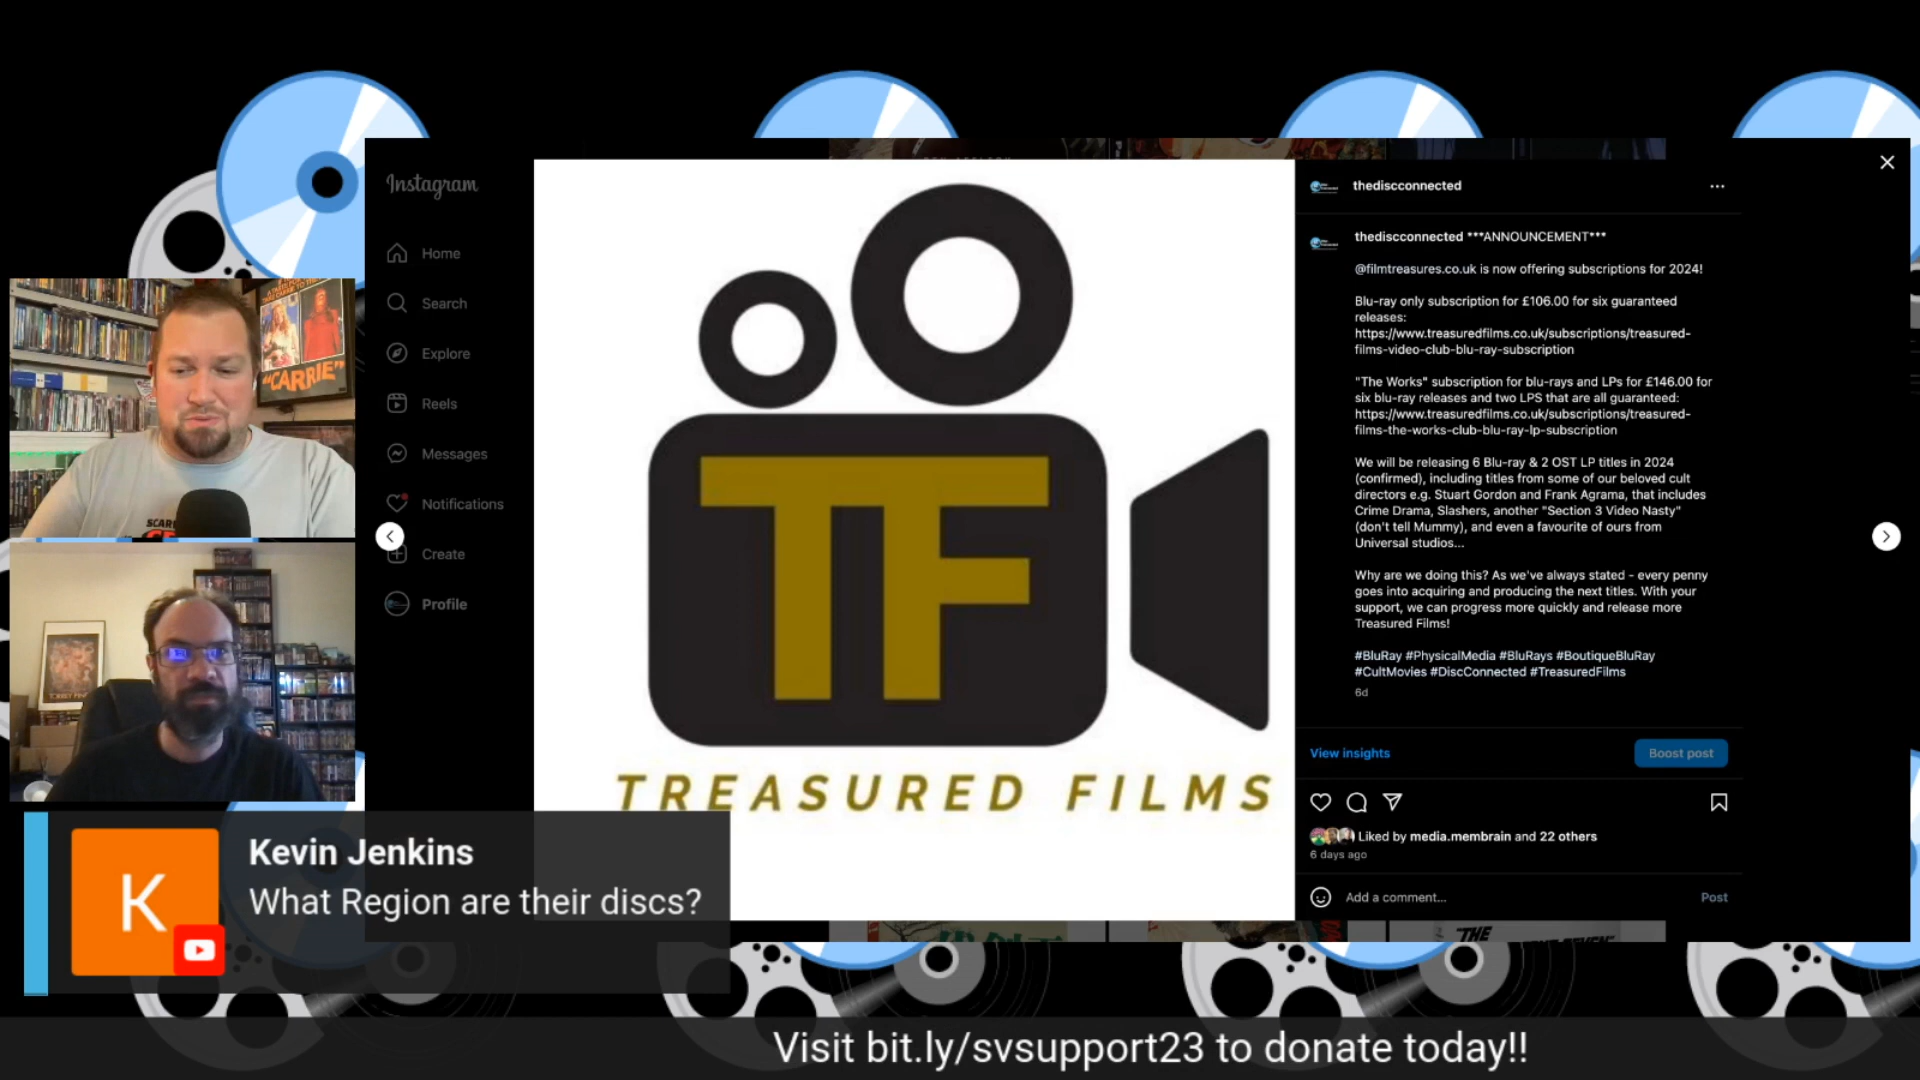 Instagram
Home
Search
Explore
Reels
Messages
Notifications
Create
Profile
"CARRIE"
SCAR
TF
TREASURED FILMS
thediscconnected
thediscconnected ***ANNOUNCEMENT***
@filmtreasures.co.uk is now offering subscriptions for 2024!
Blu-ray only subscription for £106.00 for six guaranteed
releases:
https://www.treasuredfilms.co.uk/subscriptions/treasured-
films-video-club-blu-ray-subscription
"The Works" subscription for blu-rays and LPs for £146.00 for
six blu-ray releases and two LPS that are all guaranteed:
https://www.treasuredfilms.co.uk/subscriptions/treasured-
films-the-works-club-blu-ray-lp-subscription
We will be releasing 6 Blu-ray & 2 OST LP titles in 2024
(confirmed), including titles from some of our beloved cult
directors e.g. Stuart Gordon and Frank Agrama, that includes
Crime Drama, Slashers, another "Section 3 Video Nasty"
(don't tell Mummy), and even a favourite of ours from
Universal studios...
Why are we doing this? As we've always stated - every penny
goes into acquiring and producing the next titles. With your
support, we can progress more quickly and release more
Treasured Films!
#BluRay #PhysicalMedia #BluRays #BoutiqueBluRay
#CultMovies #DiscConnected #TreasuredFilms
6d
View insights
Boost post
Liked by media.membrain and 22 others
6 days ago
Add a comment...
Post
THE
K
Kevin Jenkins
What Region are their discs?
Visit bit.ly/svsupport23 to donate today!!